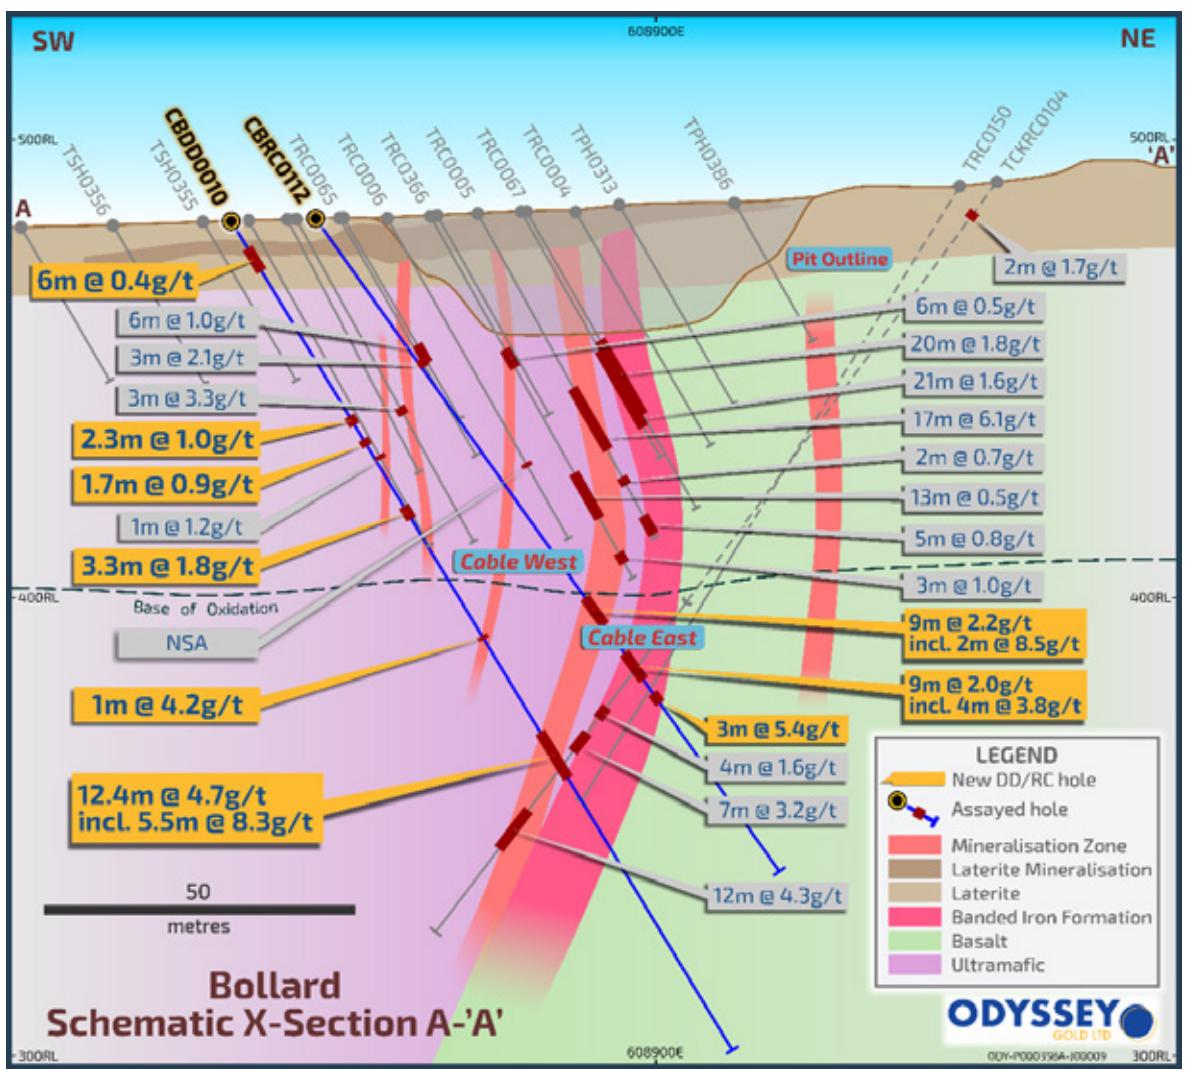 SW
608900E
NE
500RL
500RL
A
'A'
TSH0356
TSH0355
CBDD0010
CBRC0112
TRC0065
TRC0006
TRC0366
TRC0005
TRC0067
TRC0004
TPH0313
TPH0386
TRC0150
TCKRC0104
Pit Outline
6m @ 0.4g/t
6m @ 1.0g/t
3m @ 2.1g/t
3m @ 3.3g/t
2.3m @ 1.0g/t
1.7m @ 0.9g/t
1m @ 1.2g/t
3.3m @ 1.8g/t
400RL
Base of Oxidation
NSA
1m @ 4.2g/t
12.4m @ 4.7g/t
incl. 5.5m @ 8.3g/t
2m @ 1.7g/t
6m @ 0.5g/t
20m @ 1.8g/t
21m @ 1.6g/t
17m @ 6.1g/t
2m @ 0.7g/t
13m @ 0.5g/t
5m @ 0.8g/t
3m @ 1.0g/t
400RL
9m @ 2.2g/t
incl. 2m @ 8.5g/t
9m @ 2.0g/t
incl. 4m @ 3.8g/t
3m @ 5.4g/t
4m @ 1.6g/t
7m @ 3.2g/t
12m @ 4.3g/t
Cable West
Cable East
50
metres
LEGEND
New DD/RC hole
Assayed hole
Mineralisation Zone
Laterite Mineralisation
Laterite
Banded Iron Formation
Basalt
Ultramafic
Bollard
Schematic X-Section A-'A'
ODYSSEY
GOLD LTD
300RL
608900E
ODY-P000358A-J00009
300RL